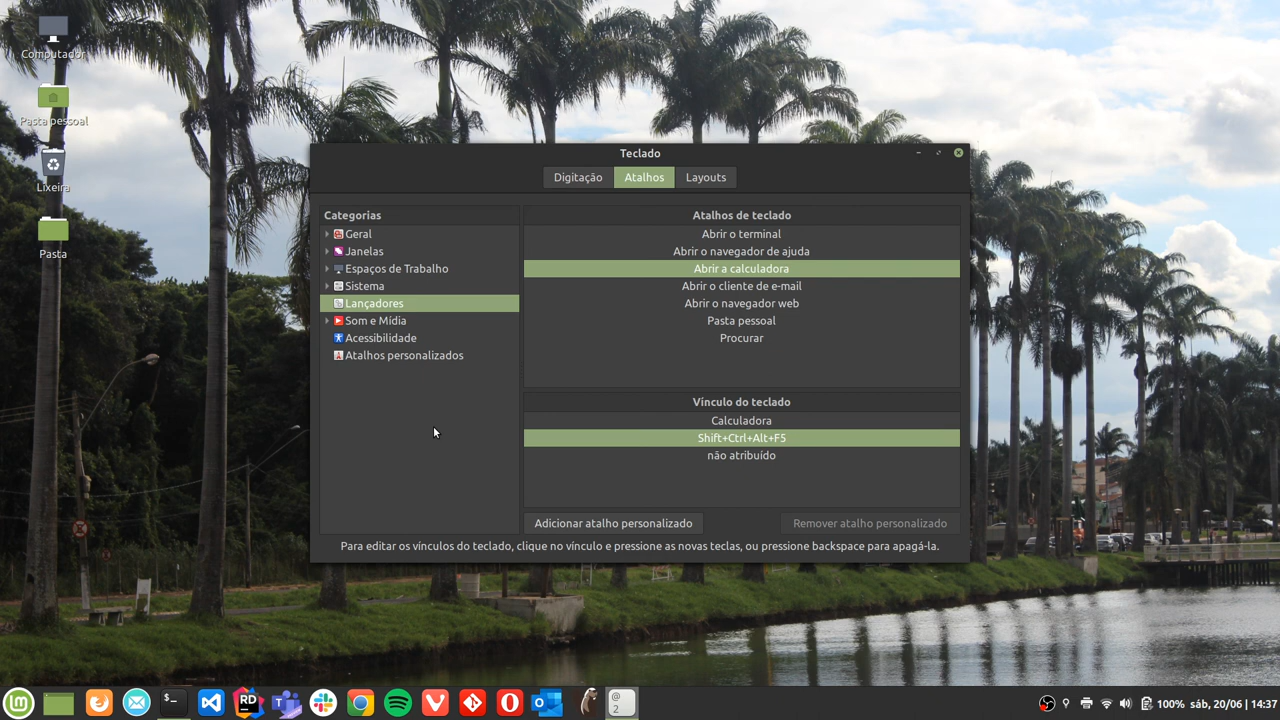 Computador
Pasta pessoal
Lixeira
Pasta
Teclado
Digitação
Atalhos
Layouts
Categorias
Geral
Janelas
Espaços de Trabalho
Sistema
Lançadores
Som e Mídia
Acessibilidade
Atalhos personalizados
Atalhos de teclado
Abrir o terminal
Abrir o navegador de ajuda
Abrir a calculadora
Abrir o cliente de e-mail
Abrir o navegador web
Pasta pessoal
Procurar
Vínculo do teclado
Calculadora
Shift+Ctrl+Alt+F5
não atribuído
Adicionar atalho personalizado
Remover atalho personalizado
Para editar os vínculos do teclado, clique no vínculo e pressione as novas teclas, ou pressione backspace para apagá-la.
$_
RD
@
2
100%
sáb, 20/06 | 14:37